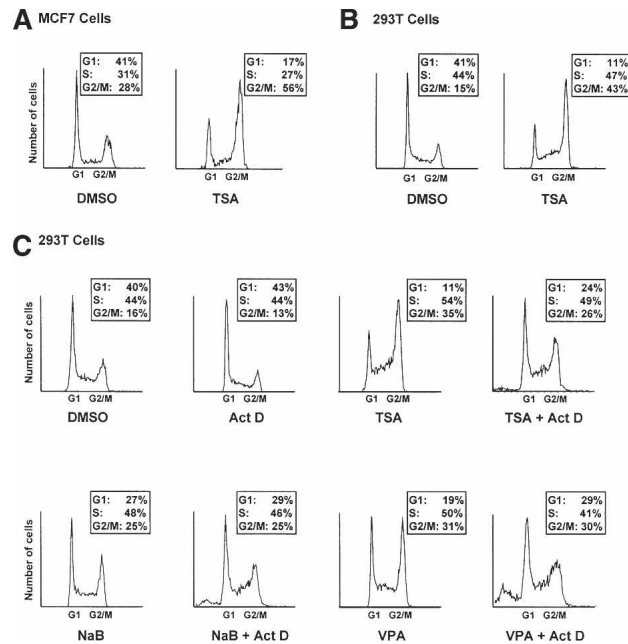 A MCF7 Cells
B 293T Cells
G1: 41%
S: 31%
G2/M: 28%
G1: 17%
S: 27%
G2/M: 56%
G1: 41%
S: 44%
G2/M: 15%
G1: 11%
S: 47%
G2/M: 43%
Number of cells
G1 G2/M
G1 G2/M
G1 G2/M
G1 G2/M
DMSO
TSA
DMSO
TSA
C 293T Cells
G1: 40%
S: 44%
G2/M: 16%
G1: 43%
S: 44%
G2/M: 13%
G1: 11%
S: 54%
G2/M: 35%
G1: 24%
S: 49%
G2/M: 26%
Number of cells
G1 G2/M
G1 G2/M
G1 G2/M
G1 G2/M
DMSO
Act D
TSA
TSA + Act D
G1: 27%
S: 48%
G2/M: 25%
G1: 29%
S: 46%
G2/M: 25%
G1: 19%
S: 50%
G2/M: 31%
G1: 29%
S: 41%
G2/M: 30%
Number of cells
G1 G2/M
G1 G2/M
G1 G2/M
G1 G2/M
NaB
NaB + Act D
VPA
VPA + Act D